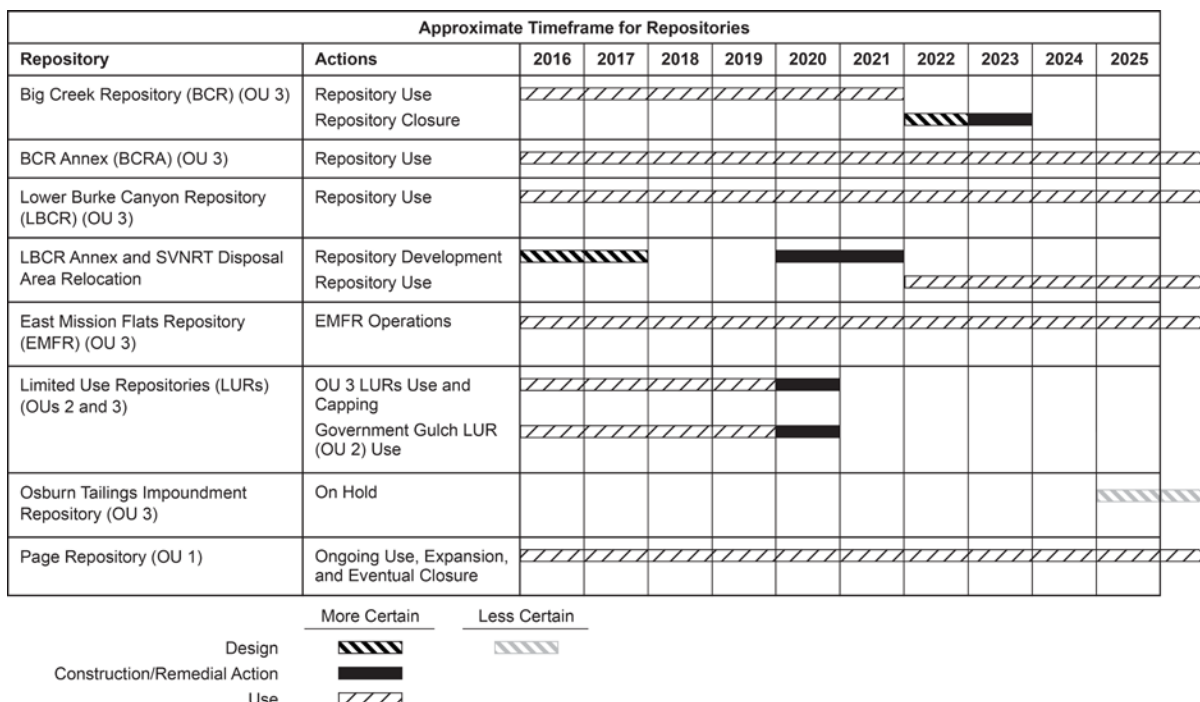 Approximate Timeframe for Repositories
Repository Actions 2016 2017 2018 2019 2020 2021 2022 2023 2024 2025
Big Creek Repository (BCR) (OU 3) Repository Use
Repository Closure
BCR Annex (BCRA) (OU 3) Repository Use
Lower Burke Canyon Repository Repository Use
(LBCR) (OU 3)
LBCR Annex and SVNRT Disposal Repository Development
Area Relocation Repository Use
East Mission Flats Repository EMFR Operations
(EMFR) (OU 3)
Limited Use Repositories (LURs) OU 3 LURs Use and
(OUs 2 and 3) Capping
Government Gulch LUR
(OU 2) Use
Osburn Tailings Impoundment On Hold
Repository (OU 3)
Page Repository (OU 1) Ongoing Use, Expansion,
and Eventual Closure
More Certain Less Certain
Design
Construction/Remedial Action
Use